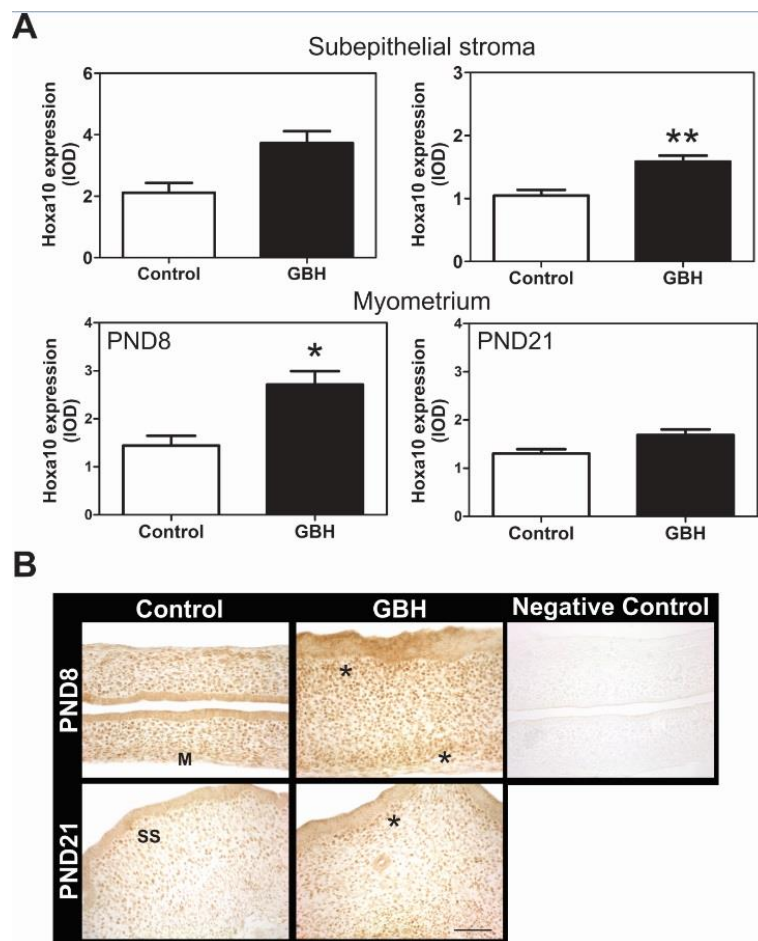 A
Subepithelial stroma
Hoxa10 expression
(IOD)
6
4
2
0
Control
GBH
Hoxa10 expression
(IOD)
3
2
1
0
**
Control
GBH
Myometrium
PND8
Hoxa10 expression
(IOD)
4
3
2
1
0
*
Control
GBH
PND21
Hoxa10 expression
(IOD)
4
3
2
1
0
Control
GBH
B
Control
GBH
Negative Control
PND8
M
*
*
PND21
SS
*